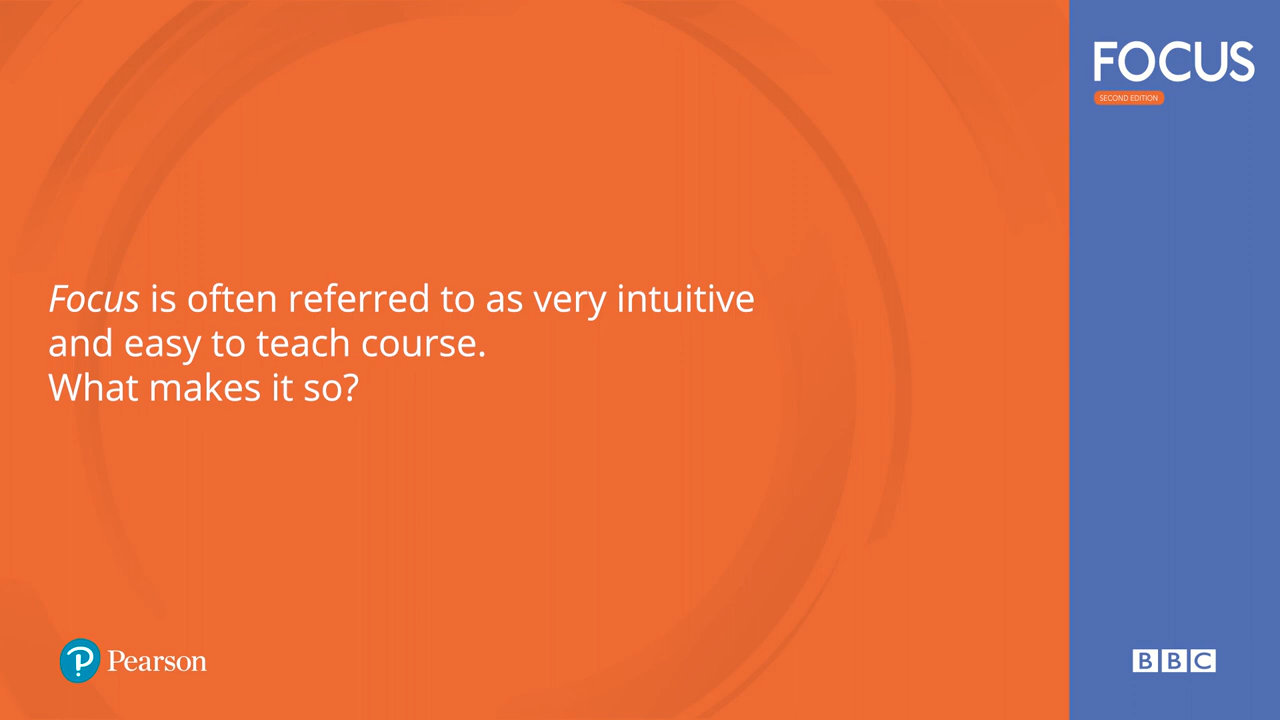 FOCUS
SECOND EDITION
Focus is often referred to as very intuitive
and easy to teach course.
What makes it so?
Pearson
BBC